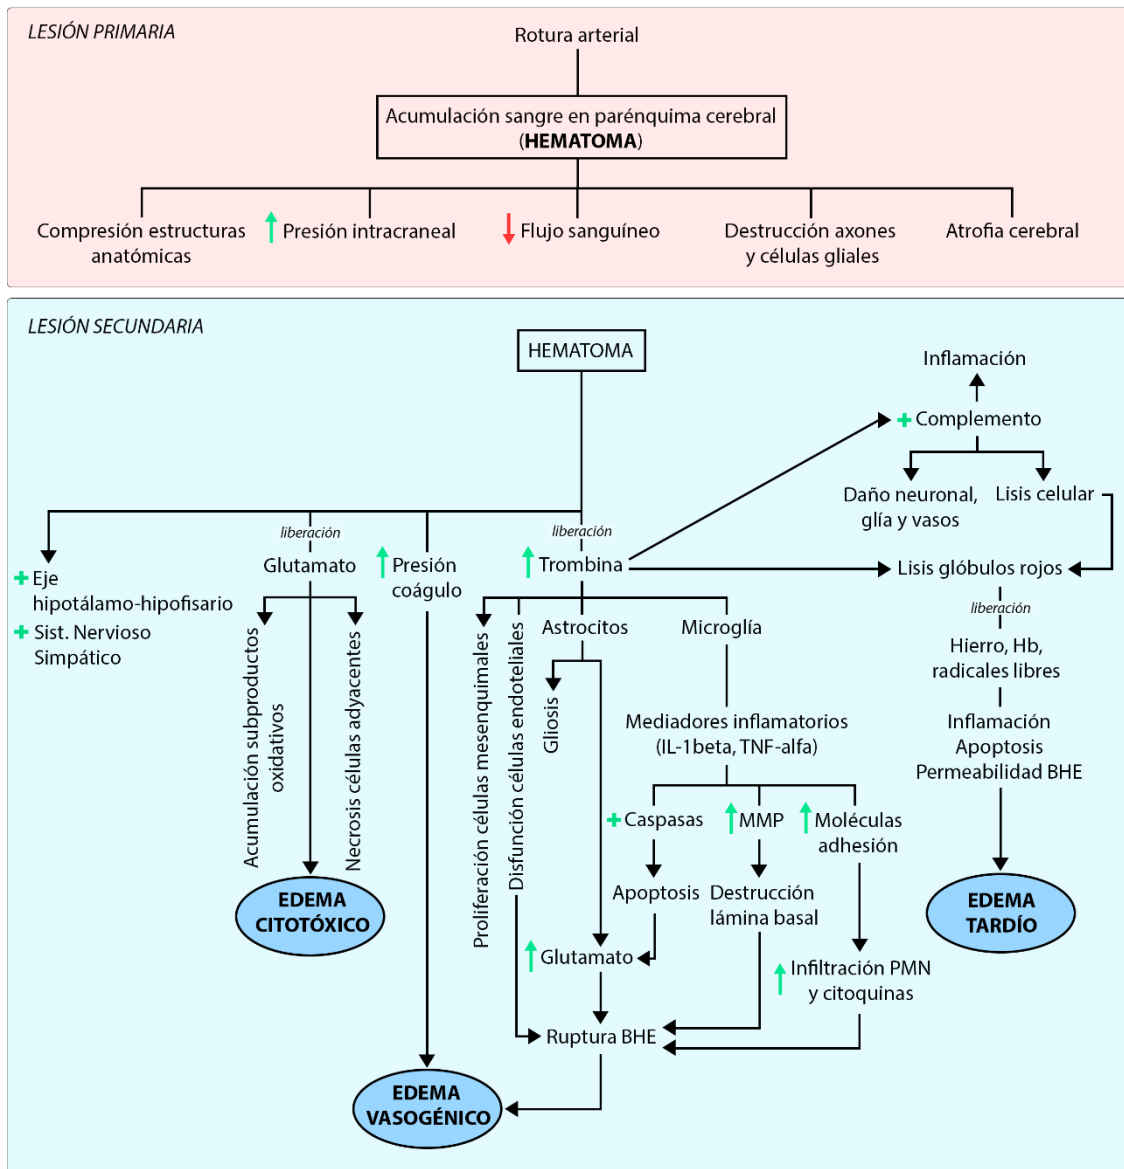 LESIÓN PRIMARIA
Rotura arterial
Acumulación sangre en parénquima cerebral
(HEMATOMA)
Compresión estructuras
anatómicas
Presión intracraneal
Flujo sanguíneo
Destrucción axones
y células gliales
Atrofia cerebral
LESIÓN SECUNDARIA
HEMATOMA
Inflamación
+ Complemento
Daño neuronal,
glía y vasos
Lisis celular
+ Eje
hipotálamo-hipofisario
+ Sist. Nervioso
Simpático
liberación
Glutamato
Acumulación subproductos
oxidativos
Necrosis células adyacentes
EDEMA
CITOTÓXICO
Presión
coágulo
liberación
Trombina
Proliferación células mesenquimales
Disfunción células endoteliales
Astrocitos
Gliosis
Microglía
Mediadores inflamatorios
(IL-1beta, TNF-alfa)
+ Caspasas
MMP
Moléculas
adhesión
Apoptosis
Destrucción
lámina basal
Glutamato
Infiltración PMN
y citoquinas
Ruptura BHE
EDEMA
VASOGÉNICO
Lisis glóbulos rojos
liberación
Hierro, Hb,
radicales libres
Inflamación
Apoptosis
Permeabilidad BHE
EDEMA
TARDÍO